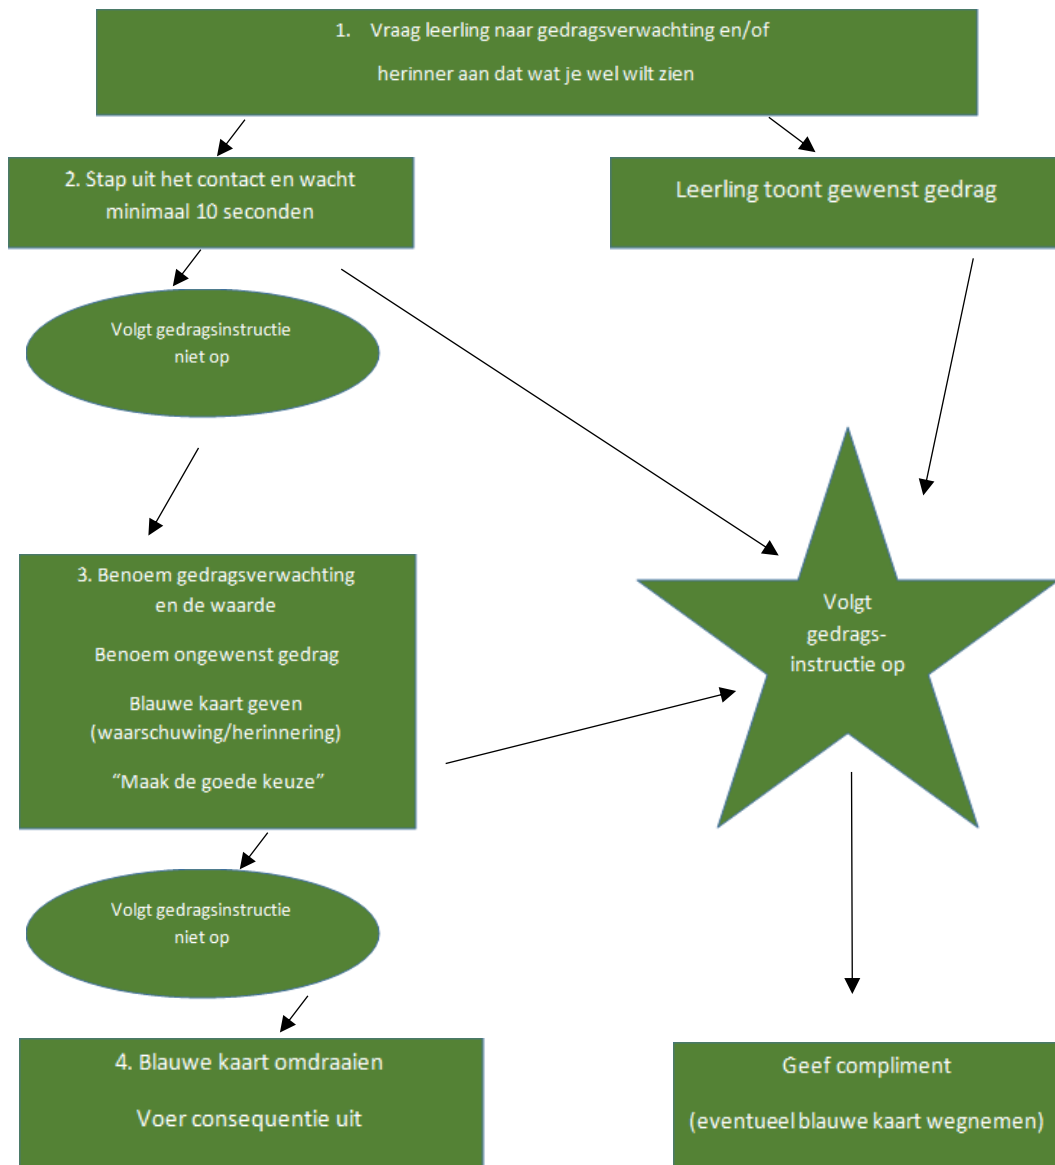 1. Vraag leerling naar gedragsverwachting en/of
herinner aan dat wat je wel wilt zien
2. Stap uit het contact en wacht
minimaal 10 seconden
Leerling toont gewenst gedrag
Volgt gedragsinstructie
niet op
3. Benoem gedragsverwachting
en de waarde
Benoem ongewenst gedrag
Blauwe kaart geven
(waarschuwing/herinnering)
“Maak de goede keuze”
Volgt
gedrags-
instructie op
Volgt gedragsinstructie
niet op
4. Blauwe kaart omdraaien
Voer consequentie uit
Geef compliment
(eventueel blauwe kaart wegnemen)